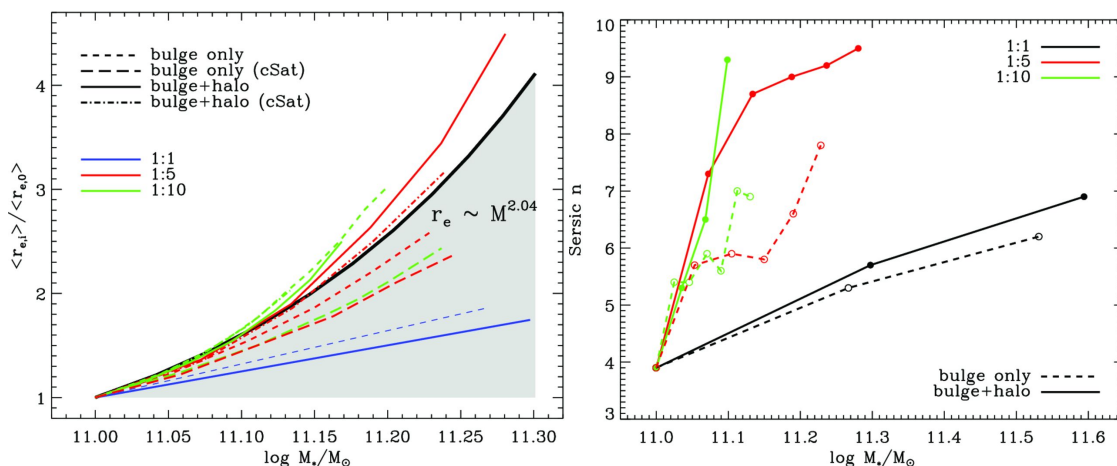 4
3
2
1
<r_e,i>/<r_e,0>
bulge only
bulge only (cSat)
bulge+halo
bulge+halo (cSat)
1:1
1:5
1:10
r_e ~ M^2.04
11.00 11.05 11.10 11.15 11.20 11.25 11.30
log M_*/M_⊙
10
9
8
7
6
5
4
3
Sersic n
1:1
1:5
1:10
bulge only
bulge+halo
11.0 11.1 11.2 11.3 11.4 11.5 11.6
log M_*/M_⊙